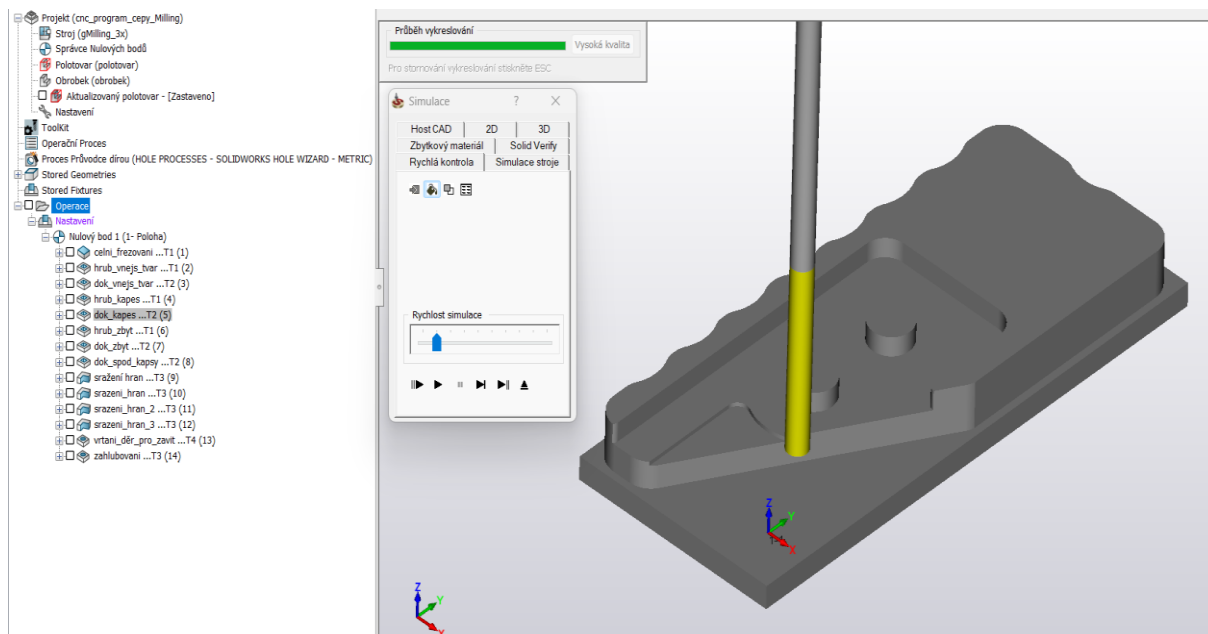 Projekt (cnc_program_cepy_Milling)
Stroj (gMilling_3x)
Správce Nulových bodů
Polotovar (polotovar)
Obrobek (obrobek)
Aktualizovaný polotovar - [Zastaveno]
Nastavení
ToolKit
Operační Proces
Proces Průvodce dírou (HOLE PROCESSES - SOLIDWORKS HOLE WIZARD - METRIC)
Stored Geometries
Stored Fixtures
Operace
Nastavení
Nulový bod 1 (1- Poloha)
celni_frezovani ...T1 (1)
hrub_vnejs_tvar ...T1 (2)
dok_vnejs_tvar ...T2 (3)
hrub_kapes ...T1 (4)
dok_kapes ...T2 (5)
hrub_zbyt ...T1 (6)
dok_zbyt ...T2 (7)
dok_spod_kapsy ...T2 (8)
sražení hran ...T3 (9)
srazeni_hran ...T3 (10)
srazeni_hran_2 ...T3 (11)
srazeni_hran_3 ...T3 (12)
vrtani_děr_pro_zavit ...T4 (13)
zahlubovani ...T3 (14)
Průběh vykreslování
Vysoká kvalita
Pro stornování vykreslování stiskněte ESC
Simulace ? X
Host CAD 2D 3D
Zbytkový materiál Solid Verify
Rychlá kontrola Simulace stroje
Rychlost simulace
Z
Y
X
Z
Y
X